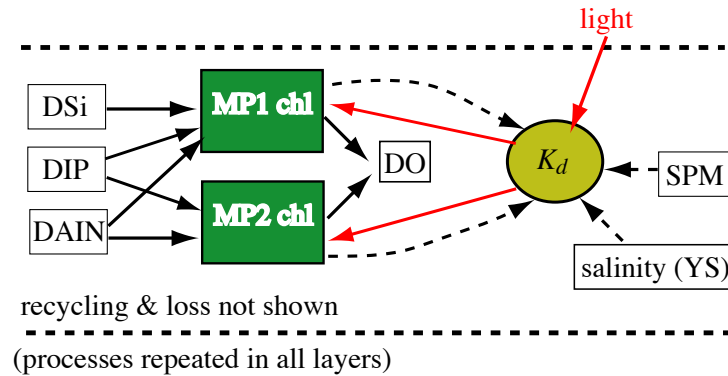 light
DSi
MP1 chl
DIP
DO
K_d
SPM
DAIN
MP2 chl
salinity (YS)
recycling & loss not shown
(processes repeated in all layers)